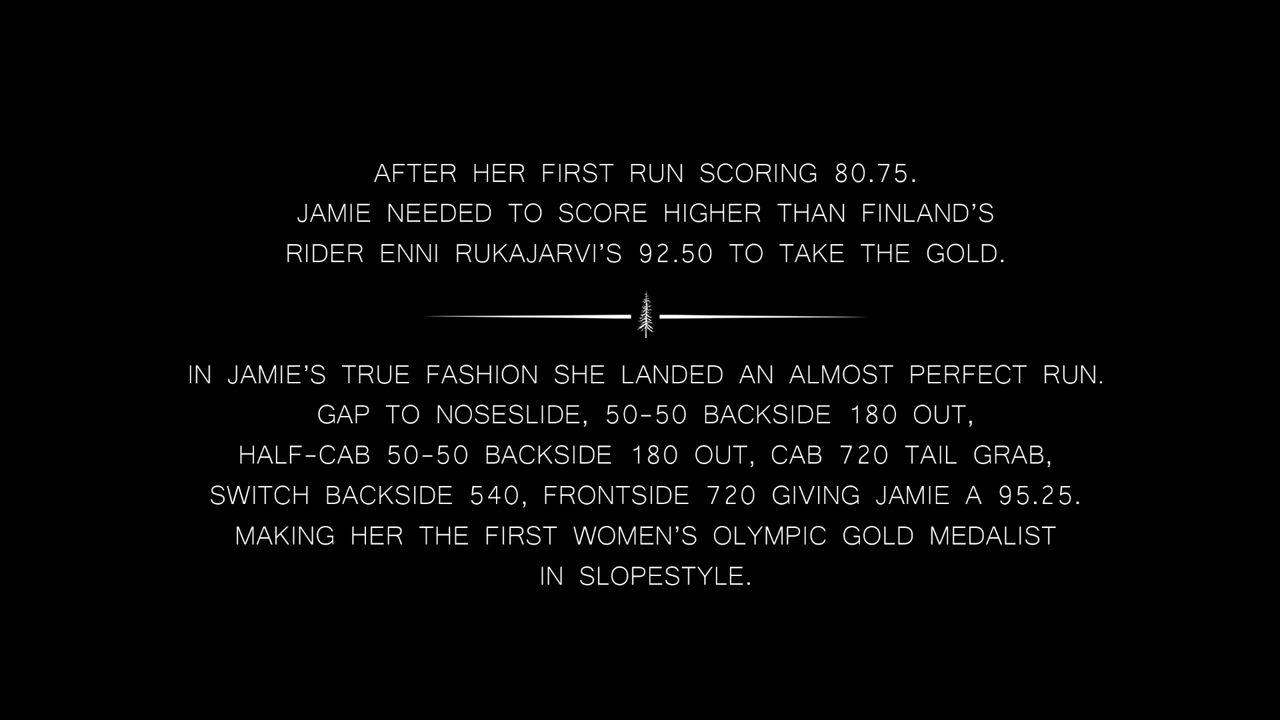 AFTER HER FIRST RUN SCORING 80.75.
JAMIE NEEDED TO SCORE HIGHER THAN FINLAND'S
RIDER ENNI RUKAJARVI'S 92.50 TO TAKE THE GOLD.
IN JAMIE'S TRUE FASHION SHE LANDED AN ALMOST PERFECT RUN.
GAP TO NOSESLIDE, 50-50 BACKSIDE 180 OUT,
HALF-CAB 50-50 BACKSIDE 180 OUT, CAB 720 TAIL GRAB,
SWITCH BACKSIDE 540, FRONTSIDE 720 GIVING JAMIE A 95.25.
MAKING HER THE FIRST WOMEN'S OLYMPIC GOLD MEDALIST
IN SLOPESTYLE.